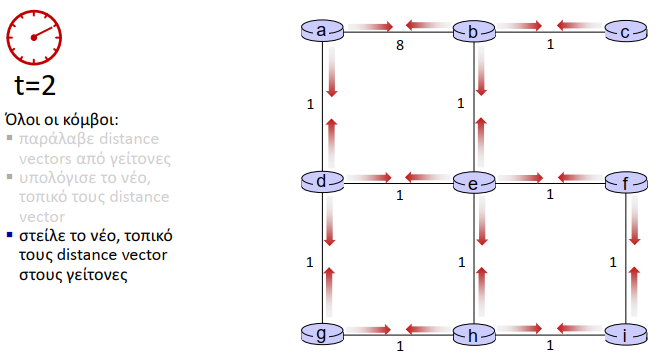 t=2
Όλοι οι κόμβοι:
παράλαβε distance
vectors από γείτονες
υπολόγισε το νέο,
τοπικό τους distance
vector
στείλε το νέο, τοπικό
τους distance vector
στους γείτονες
a b c
8 1
1 1
d e f
1 1
1 1 1
g h i
1 1